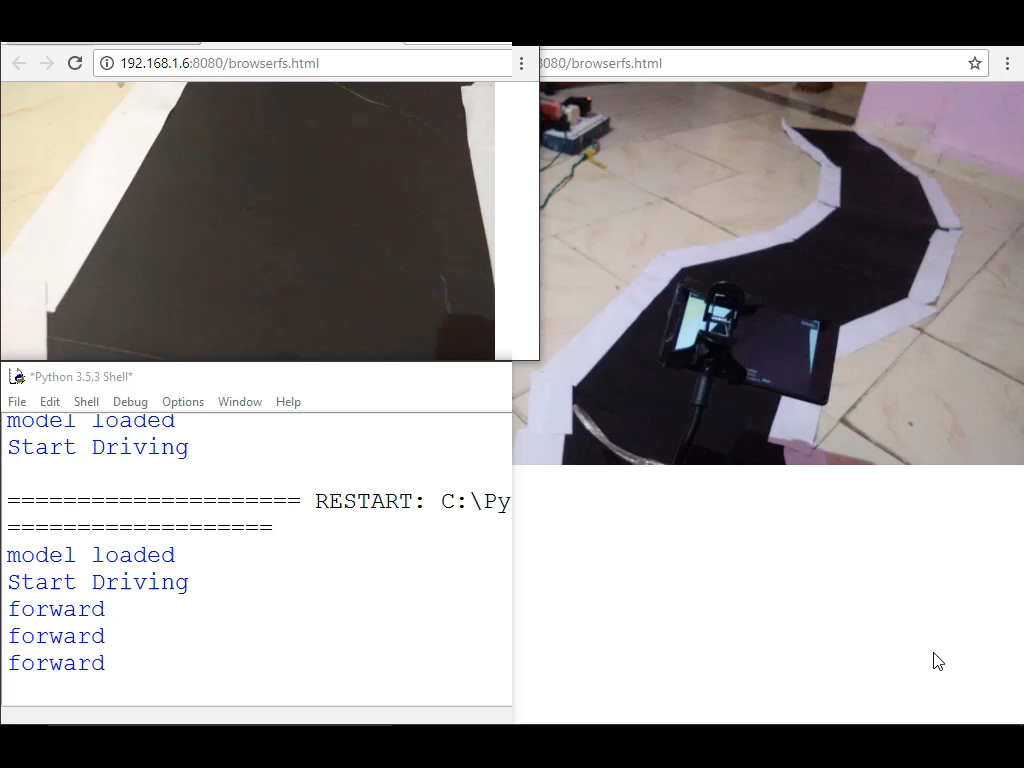 192.168.1.6:8080/browserfs.html
8080/browserfs.html
*Python 3.5.3 Shell*
File Edit Shell Debug Options Window Help
model loaded
Start Driving
===================== RESTART: C:\Py
===================
model loaded
Start Driving
forward
forward
forward